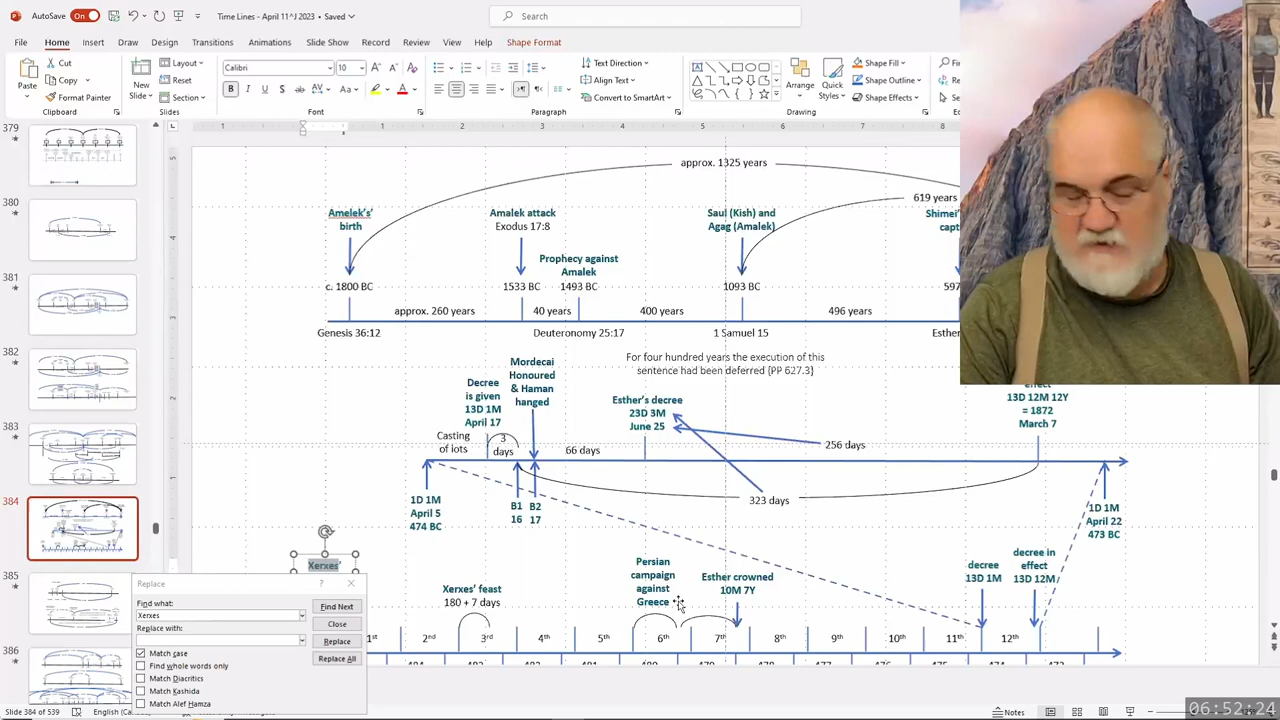 AutoSave On
Time Lines - April 11^J 2023 • Saved
Search
File Home Insert Draw Design Transitions Animations Slide Show Record Review View Help Shape Format
Paste
Cut
Copy
Format Painter
Clipboard
New
Slide
Layout
Reset
Section
Slides
Calibri 10
Font
Paragraph
Text Direction
Align Text
Convert to SmartArt
Arrange
Quick
Styles
Shape Fill
Shape Outline
Shape Effects
Drawing
379
380
381
382
383
384
385
386
approx. 1325 years
619 years
Amelek's'
birth
Amalek attack
Exodus 17:8
Saul (Kish) and
Agag (Amalek)
Prophecy against
Amalek
c. 1800 BC
1533 BC
1493 BC
1093 BC
597
approx. 260 years
40 years
400 years
496 years
Genesis 36:12
Deuteronomy 25:17
1 Samuel 15
For four hundred years the execution of this
sentence had been deferred {PP 627.3}
Mordecai
Honoured
& Haman
hanged
Decree
is given
13D 1M
April 17
Esther's decree
23D 3M
June 25
effect
13D 12M 12Y
= 1872
March 7
Casting
of lots
3
days
66 days
256 days
323 days
1D 1M
April 5
474 BC
B1
16
B2
17
1D 1M
April 22
473 BC
Xerxes'
Xerxes' feast
180 + 7 days
Persian
campaign
against
Greece
Esther crowned
10M 7Y
decree
13D 1M
decree in
effect
13D 12M
1st 2nd 3rd 4th 5th 6th 7th 8th 9th 10th 11th 12th
Replace
Find what:
Xerxes
Replace with:
Match case
Find whole words only
Match Diacritics
Match Kashida
Match Alef Hamza
Find Next
Close
Replace
Replace All
Slide 384 of 539
Notes
06:52:24